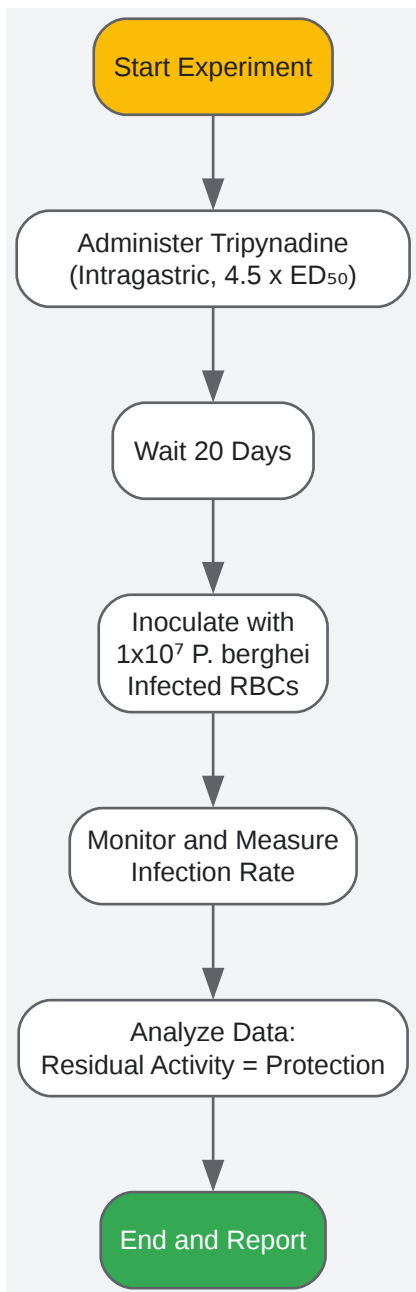 Start Experiment
Administer Tripynadine
(Intragastric, 4.5 x ED₅₀)
Wait 20 Days
Inoculate with
1x10⁷ P. berghei
Infected RBCs
Monitor and Measure
Infection Rate
Analyze Data:
Residual Activity = Protection
End and Report